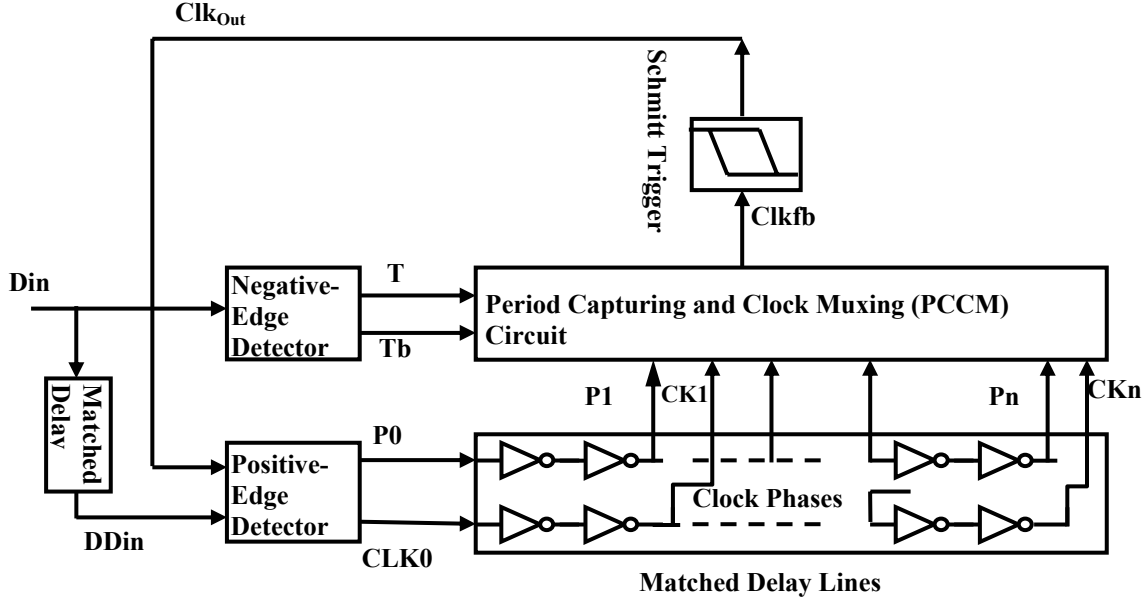 Clk_Out
Schmitt Trigger
Clkfb
Din
Negative-
Edge
Detector
T
Tb
Period Capturing and Clock Muxing (PCCM)
Circuit
Matched
Delay
P1
CK1
Pn
CKn
P0
Positive-
Edge
Detector
Clock Phases
DDin
CLK0
Matched Delay Lines